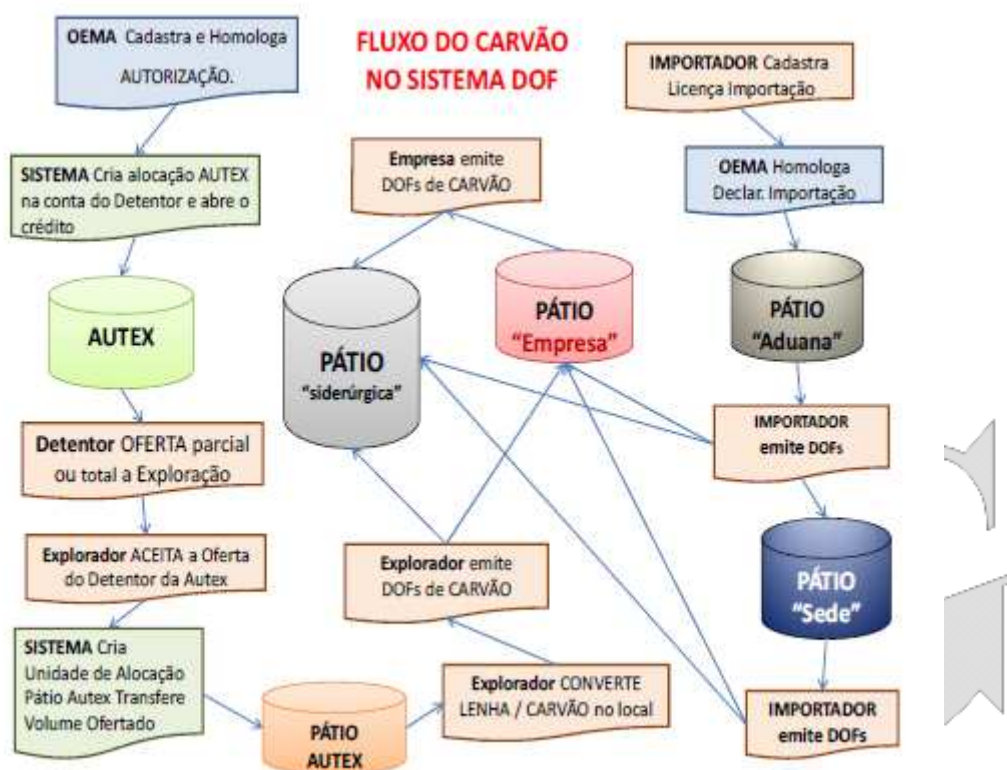 OEMA Cadastra e Homologa
AUTORIZAÇÃO.
FLUXO DO CARVÃO
NO SISTEMA DOF
IMPORTADOR Cadastra
Licença Importação
SISTEMA Cria alocação AUTEX
na conta do Detentor e abre o
crédito
Empresa emite
DOFs de CARVÃO
OEMA Homologa
Declar. Importação
AUTEX
PÁTIO
"siderúrgica"
PÁTIO
"Empresa"
PÁTIO
"Aduana"
Detentor OFERTA parcial
ou total a Exploração
IMPORTADOR
emite DOFs
Explorador ACEITA a Oferta
do Detentor da Autex
Explorador emite
DOFs de CARVÃO
PÁTIO
"Sede"
SISTEMA Cria
Unidade de Alocação
Pátio Autex Transfere
Volume Ofertado
PÁTIO
AUTEX
Explorador CONVERTE
LENHA / CARVÃO no local
IMPORTADOR
emite DOFs